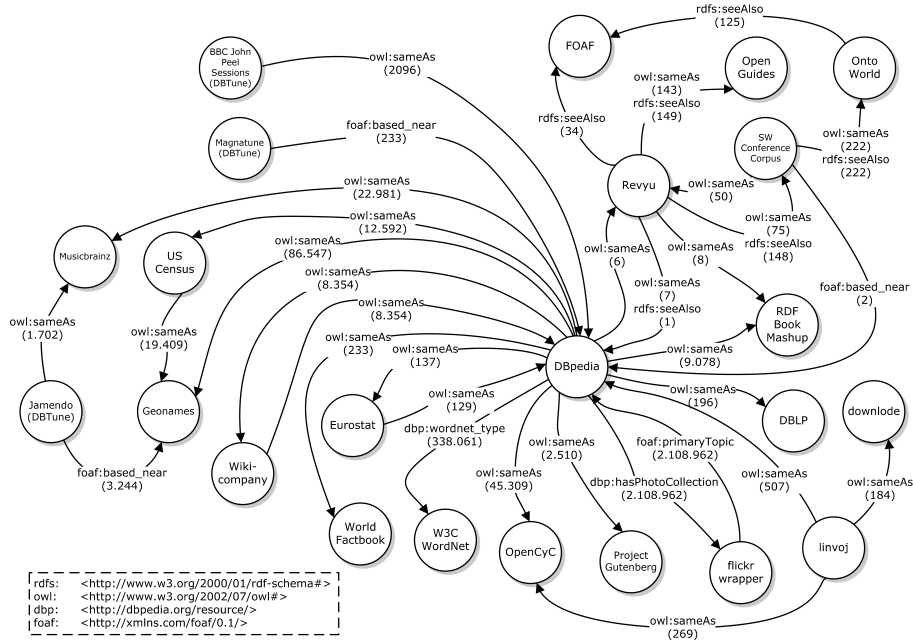 rdfs:seeAlso
(125)
FOAF
BBC John
Peel
Sessions
(DBTune)
owl:sameAs
(2096)
Open
Guides
Onto
World
owl:sameAs
(143)
rdfs:seeAlso
(149)
rdfs:seeAlso
(34)
Magnatune
(DBTune)
foaf:based_near
(233)
SW
Conference
Corpus
owl:sameAs
(222)
rdfs:seeAlso
(222)
Revyu
owl:sameAs
(50)
owl:sameAs
(22.981)
owl:sameAs
(12.592)
owl:sameAs
(75)
rdfs:seeAlso
(148)
Musicbrainz
US
Census
owl:sameAs
(86.547)
owl:sameAs
(6)
owl:sameAs
(8)
owl:sameAs
(8.354)
owl:sameAs
(7)
rdfs:seeAlso
(1)
foaf:based_near
(2)
owl:sameAs
(8.354)
RDF
Book
Mashup
owl:sameAs
(1.702)
owl:sameAs
(19.409)
owl:sameAs
(233)
owl:sameAs
(137)
DBpedia
owl:sameAs
(9.078)
Jamendo
(DBTune)
Geonames
owl:sameAs
(129)
owl:sameAs
(196)
Eurostat
DBLP
downlode
dbp:wordnet_type
(338.061)
owl:sameAs
(2.510)
foaf:primaryTopic
(2.108.962)
foaf:based_near
(3.244)
Wiki-
company
owl:sameAs
(45.309)
dbp:hasPhotoCollection
(2.108.962)
owl:sameAs
(507)
owl:sameAs
(184)
World
Factbook
W3C
WordNet
OpenCyC
Project
Gutenberg
flickr
wrapper
linvoj
owl:sameAs
(269)
rdfs: <http://www.w3.org/2000/01/rdf-schema#>
owl: <http://www.w3.org/2002/07/owl#>
dbp: <http://dbpedia.org/resource/>
foaf: <http://xmlns.com/foaf/0.1/>